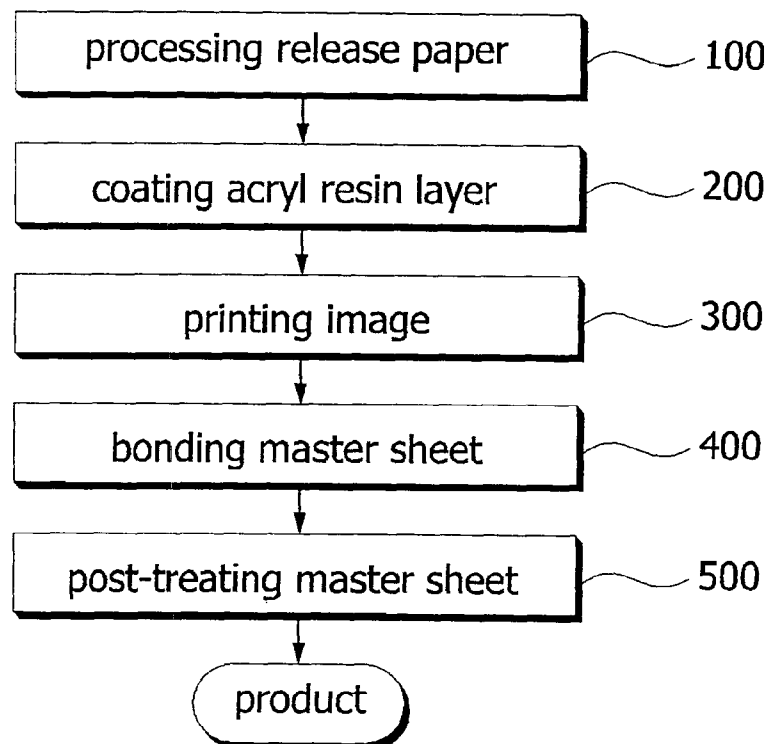 processing release paper 100
coating acryl resin layer 200
printing image 300
bonding master sheet 400
post-treating master sheet 500
product